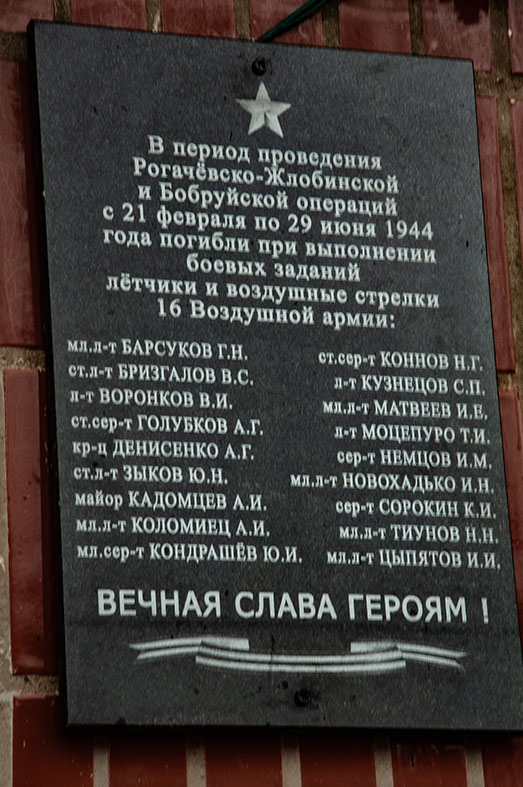 В период проведения
Рогачёвско-Жлобинской
и Бобруйской операций
с 21 февраля по 29 июня 1944
года погибли при выполнении
боевых заданий
лётчики и воздушные стрелки
16 Воздушной армии:
мл.л-т БАРСУКОВ Г.Н.
ст.л-т БРИЗГАЛОВ В.С.
л-т ВОРОНКОВ В.И.
ст.сер-т ГОЛУБКОВ А.Г.
кр-ц ДЕНИСЕНКО А.Г.
ст.л-т ЗЫКОВ Ю.Н.
майор КАДОМЦЕВ А.И.
мл.л-т КОЛОМИЕЦ А.И.
мл.сер-т КОНДРАШЁВ Ю.И.
ст.сер-т КОННОВ Н.Г.
л-т КУЗНЕЦОВ С.П.
мл.л-т МАТВЕЕВ И.Е.
л-т МОЦЕПУРО Т.И.
сер-т НЕМЦОВ И.М.
мл.л-т НОВОХАДЬКО И.Н.
сер-т СОРОКИН К.И.
мл.л-т ТИУНОВ Н.Н.
мл.л-т ЦЫПЯТОВ И.И.
ВЕЧНАЯ СЛАВА ГЕРОЯМ !